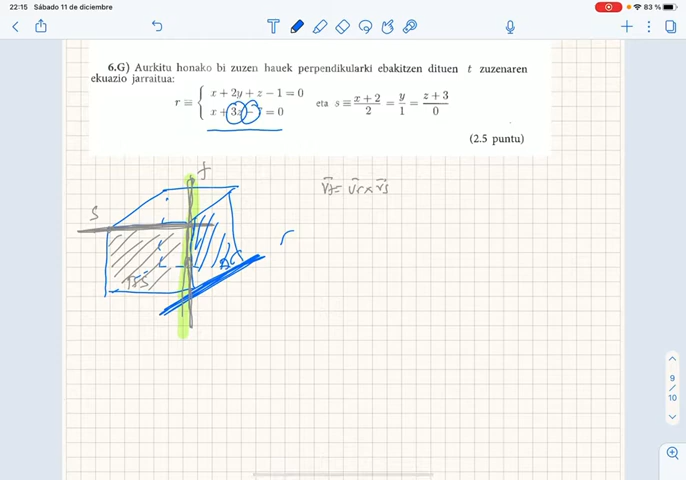 22:15 Sábado 11 de diciembre
83 %
6.G) Aurkitu honako bi zuzen hauek perpendikularki ebakitzen dituen t zuzenaren
ekuazio jarraitua:
r ≡ { x + 2y + z − 1 = 0
x + 3z − = 0
eta s ≡ x + 2 / 2 = y / 1 = z + 3 / 0
(2.5 puntu)
S
r
v⃗t = v⃗r × v⃗s
9
/
10